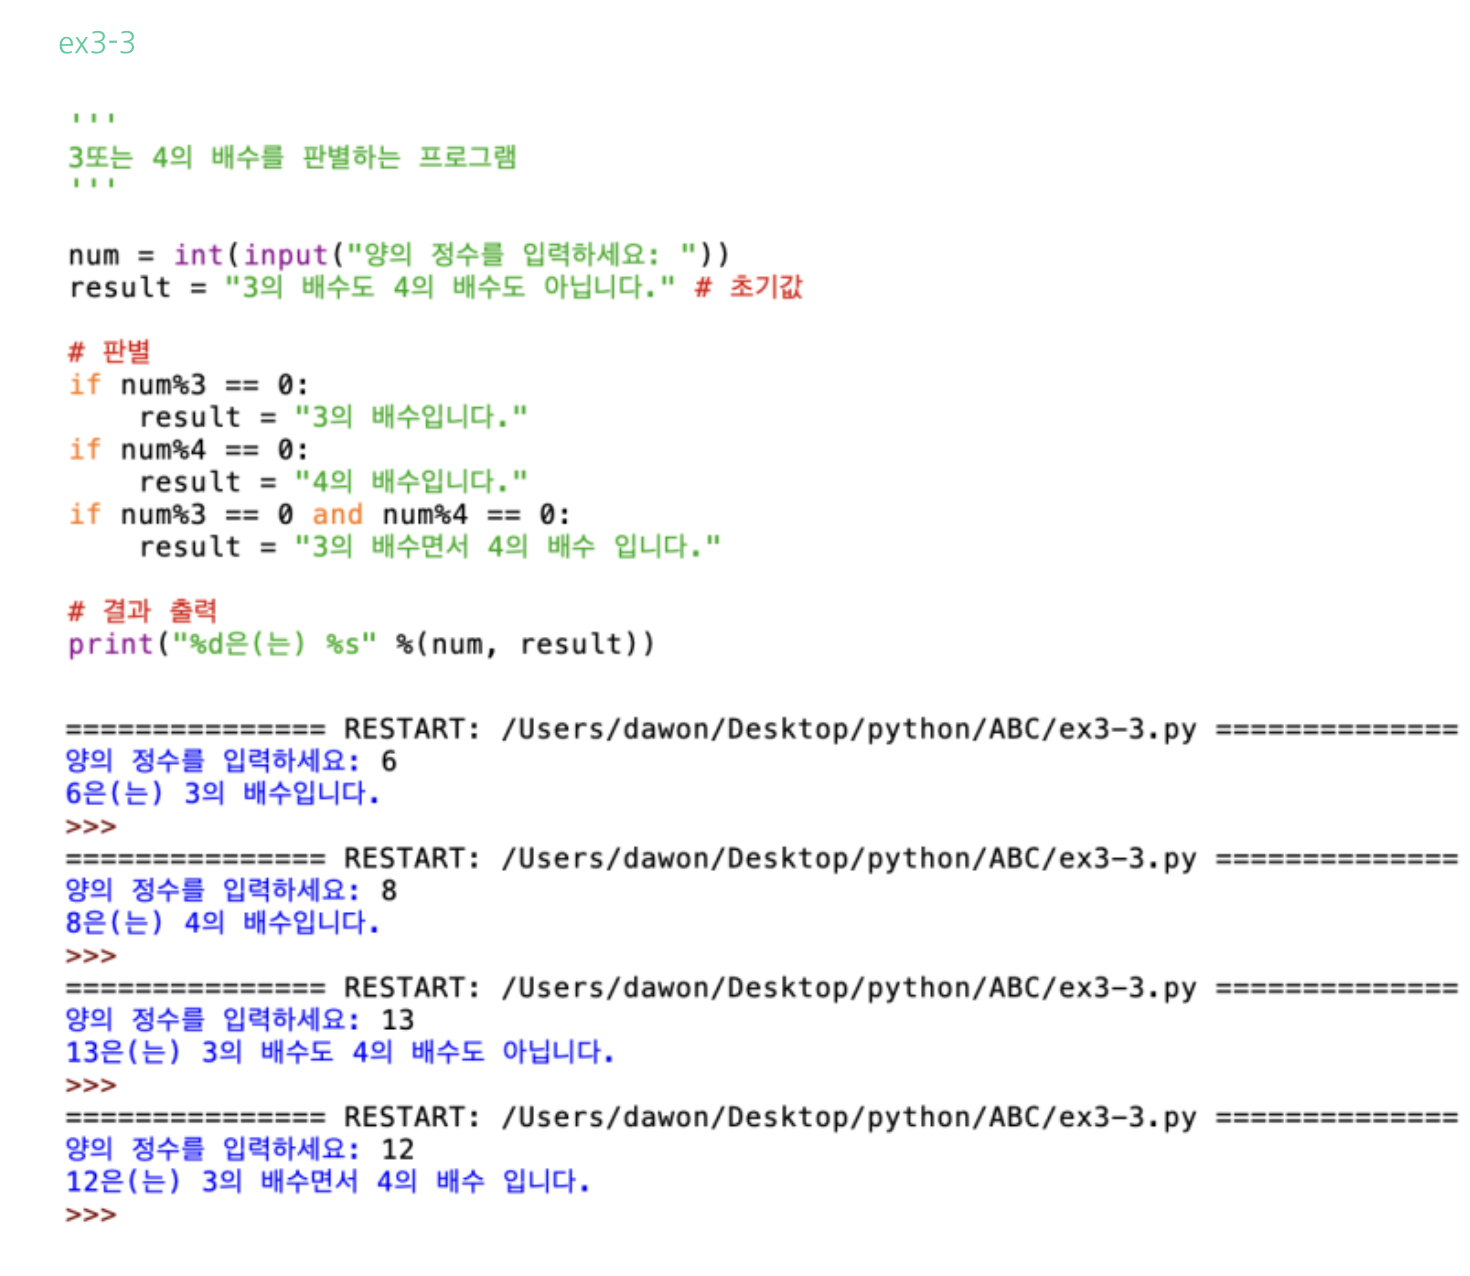 ex3-3
'''
3또는 4의 배수를 판별하는 프로그램
'''
num = int(input("양의 정수를 입력하세요: "))
result = "3의 배수도 4의 배수도 아닙니다." # 초기값
# 판별
if num%3 == 0:
    result = "3의 배수입니다."
if num%4 == 0:
    result = "4의 배수입니다."
if num%3 == 0 and num%4 == 0:
    result = "3의 배수면서 4의 배수 입니다."
# 결과 출력
print("%d은(는) %s" %(num, result))
=============== RESTART: /Users/dawon/Desktop/python/ABC/ex3-3.py ==============
양의 정수를 입력하세요: 6
6은(는) 3의 배수입니다.
>>>
=============== RESTART: /Users/dawon/Desktop/python/ABC/ex3-3.py ==============
양의 정수를 입력하세요: 8
8은(는) 4의 배수입니다.
>>>
=============== RESTART: /Users/dawon/Desktop/python/ABC/ex3-3.py ==============
양의 정수를 입력하세요: 13
13은(는) 3의 배수도 4의 배수도 아닙니다.
>>>
=============== RESTART: /Users/dawon/Desktop/python/ABC/ex3-3.py ==============
양의 정수를 입력하세요: 12
12은(는) 3의 배수면서 4의 배수 입니다.
>>>